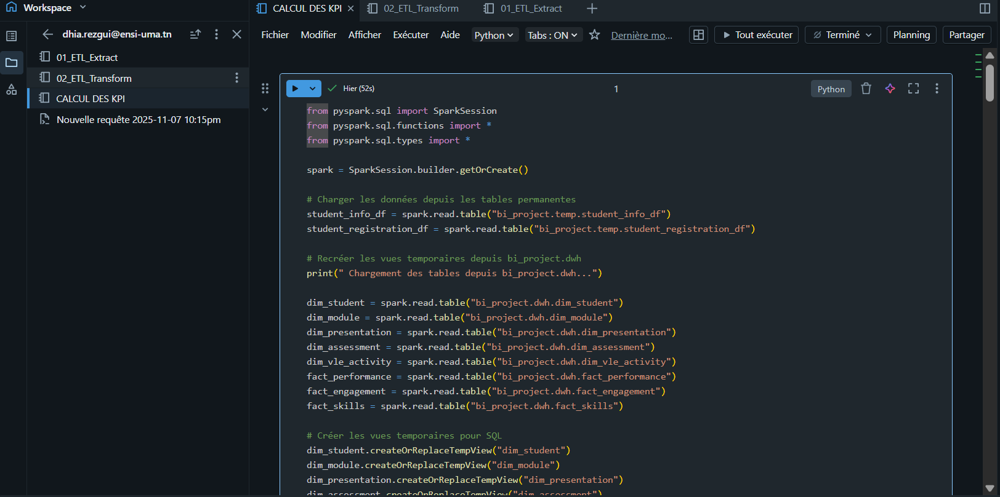 Workspace
CALCUL DES KPI
02_ETL_Transform
01_ETL_Extract
dhia.rezgui@ensi-uma.tn
Fichier Modifier Afficher Exécuter Aide Python Tabs : ON Dernière mo... Tout exécuter Terminé Planning Partager
01_ETL_Extract
02_ETL_Transform
CALCUL DES KPI
Nouvelle requête 2025-11-07 10:15pm
Hier (52s)
1
Python
from pyspark.sql import SparkSession
from pyspark.sql.functions import *
from pyspark.sql.types import *
spark = SparkSession.builder.getOrCreate()
# Charger les données depuis les tables permanentes
student_info_df = spark.read.table("bi_project.temp.student_info_df")
student_registration_df = spark.read.table("bi_project.temp.student_registration_df")
# Recréer les vues temporaires depuis bi_project.dwh
print(" Chargement des tables depuis bi_project.dwh...")
dim_student = spark.read.table("bi_project.dwh.dim_student")
dim_module = spark.read.table("bi_project.dwh.dim_module")
dim_presentation = spark.read.table("bi_project.dwh.dim_presentation")
dim_assessment = spark.read.table("bi_project.dwh.dim_assessment")
dim_vle_activity = spark.read.table("bi_project.dwh.dim_vle_activity")
fact_performance = spark.read.table("bi_project.dwh.fact_performance")
fact_engagement = spark.read.table("bi_project.dwh.fact_engagement")
fact_skills = spark.read.table("bi_project.dwh.fact_skills")
# Créer les vues temporaires pour SQL
dim_student.createOrReplaceTempView("dim_student")
dim_module.createOrReplaceTempView("dim_module")
dim_presentation.createOrReplaceTempView("dim_presentation")
dim_assessment.createOrReplaceTempView("dim_assessment")